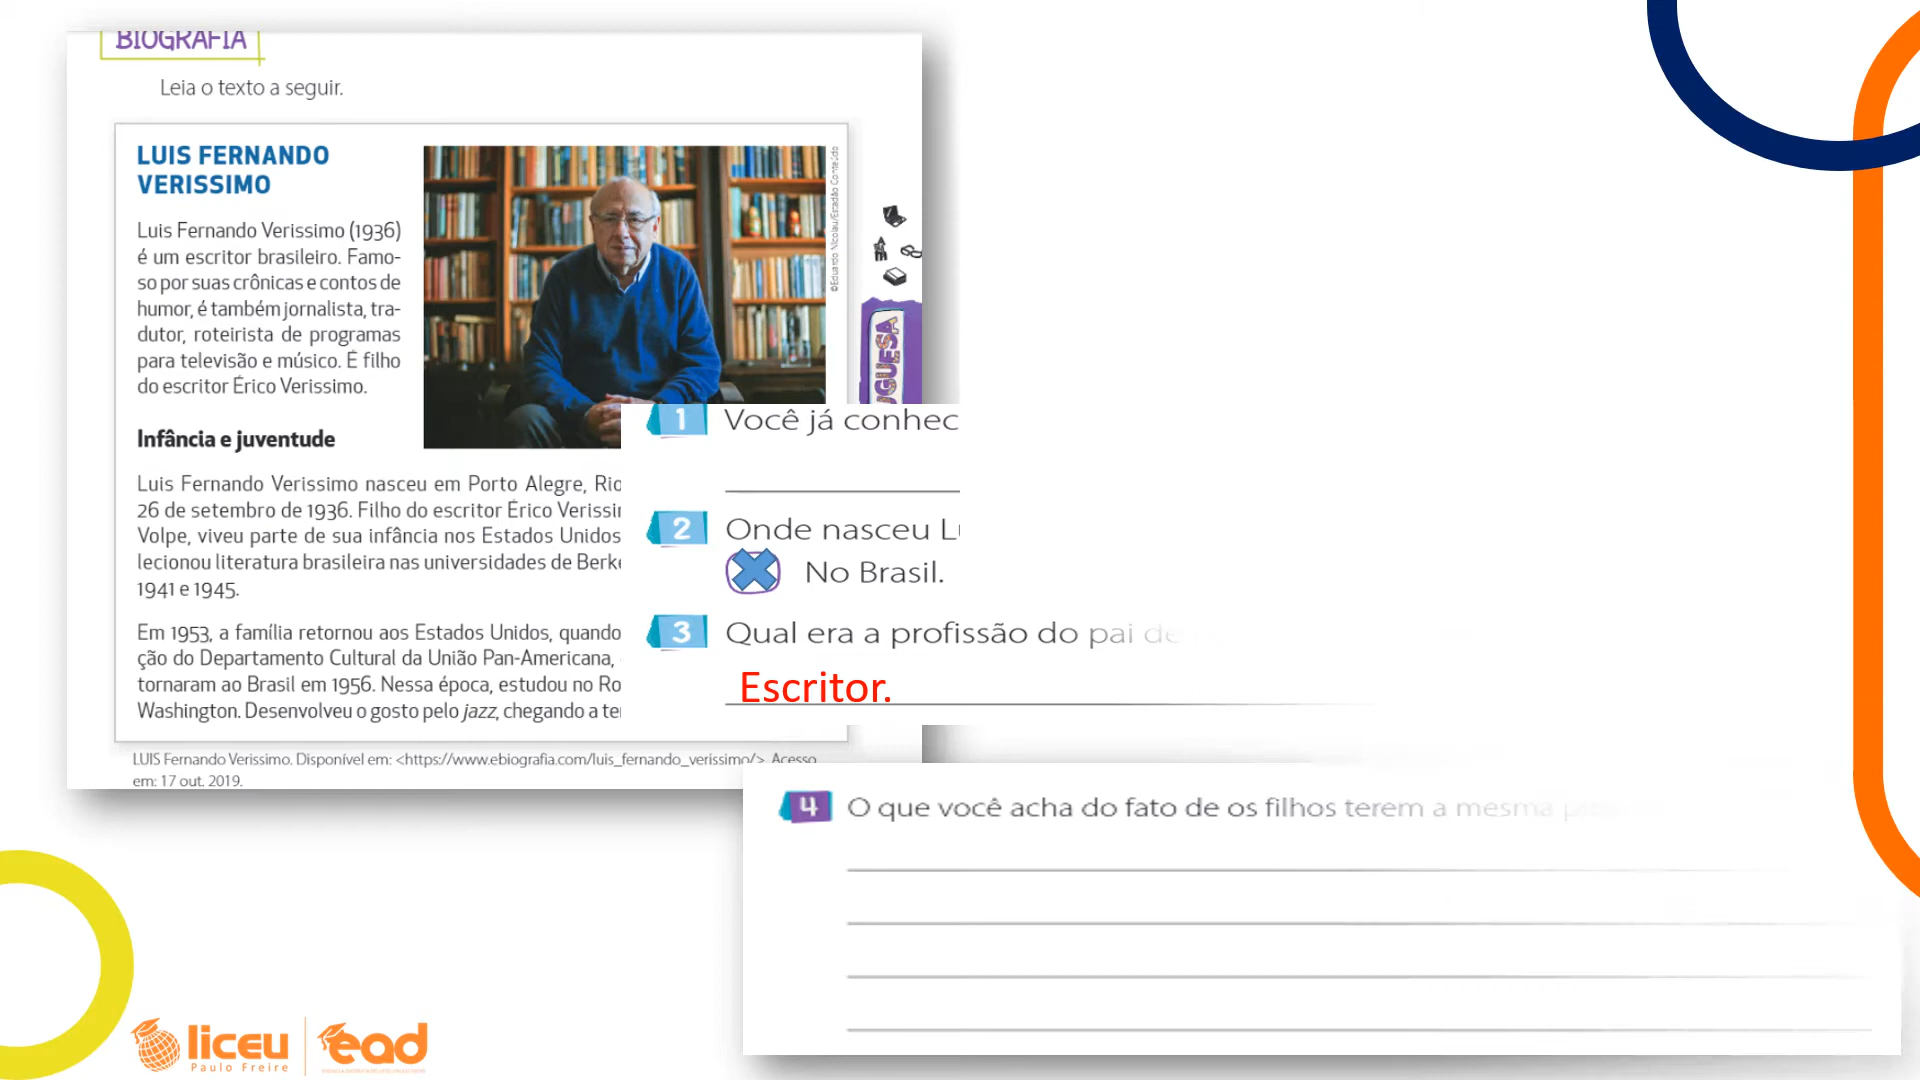 BIOGRAFIA
Leia o texto a seguir.
LUIS FERNANDO
VERISSIMO
Luis Fernando Verissimo (1936)
é um escritor brasileiro. Famo-
so por suas crônicas e contos de
humor, é também jornalista, tra-
dutor, roteirista de programas
para televisão e músico. É filho
do escritor Érico Verissimo.
©Eduardo Nicolau/Estadão Conteúdo
Infância e juventude
Luis Fernando Verissimo nasceu em Porto Alegre, Rio
26 de setembro de 1936. Filho do escritor Érico
Volpe, viveu parte de sua infância nos Estados Unidos
lecionou literatura brasileira nas universidades de
1941 e 1945.
Em 1953, a família retornou aos Estados Unidos, quando
ção do Departamento Cultural da União Pan-Americana,
tornaram ao Brasil em 1956. Nessa época, estudou no
Washington. Desenvolveu o gosto pelo jazz, chegando a
LUIS Fernando Verissimo. Disponível em: <https://www.ebiografia.com/luis_fernando_verissimo/>. Acesso
em: 17 out. 2019.
GUESA
1 Você já conhec
2 Onde nasceu
No Brasil.
3 Qual era a profissão do pai de
Escritor.
4 O que você acha do fato de os filhos terem a mesma
liceu
Paulo Freire
ead